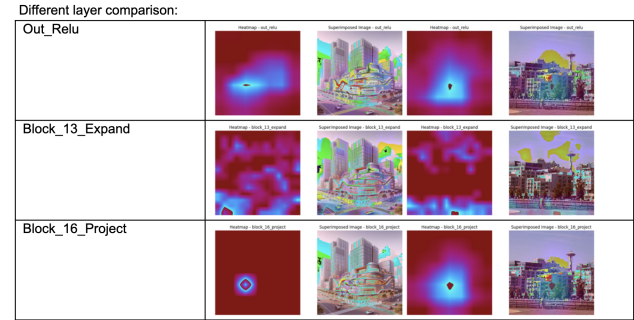 Different layer comparison:
Out_Relu
Heatmap - out_relu
Superimposed Image - out_relu
Heatmap - out_relu
Superimposed Image - out_relu
Block_13_Expand
Heatmap - block_13_expand
Superimposed Image - block_13_expand
Heatmap - block_13_expand
Superimposed Image - block_13_expand
Block_16_Project
Heatmap - block_16_project
Superimposed Image - block_16_project
Heatmap - block_16_project
Superimposed Image - block_16_project